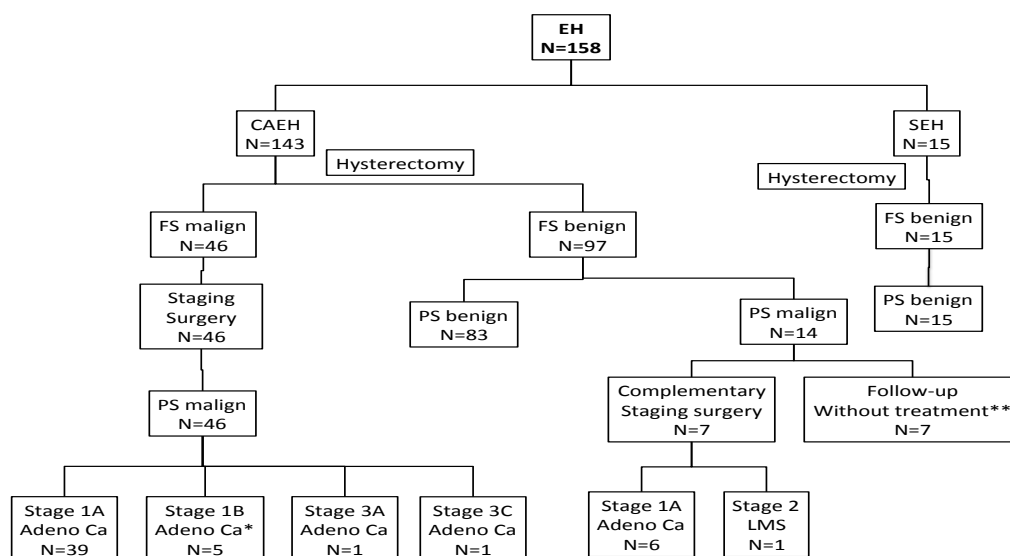 EH
N=158
CAEH
N=143
SEH
N=15
Hysterectomy
Hysterectomy
FS malign
N=46
FS benign
N=97
FS benign
N=15
Staging
Surgery
N=46
PS benign
N=83
PS malign
N=14
PS benign
N=15
PS malign
N=46
Complementary
Staging surgery
N=7
Follow-up
Without treatment**
N=7
Stage 1A
Adeno Ca
N=39
Stage 1B
Adeno Ca*
N=5
Stage 3A
Adeno Ca
N=1
Stage 3C
Adeno Ca
N=1
Stage 1A
Adeno Ca
N=6
Stage 2
LMS
N=1